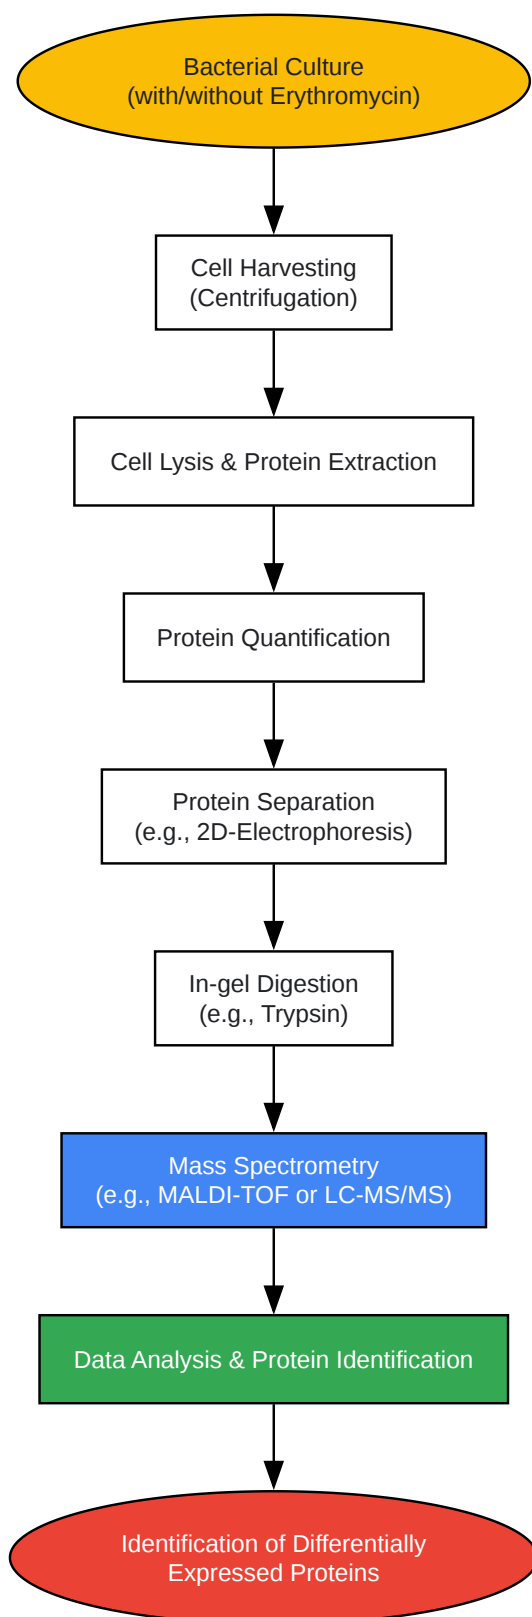 Bacterial Culture
(with/without Erythromycin)
Cell Harvesting
(Centrifugation)
Cell Lysis & Protein Extraction
Protein Quantification
Protein Separation
(e.g., 2D-Electrophoresis)
In-gel Digestion
(e.g., Trypsin)
Mass Spectrometry
(e.g., MALDI-TOF or LC-MS/MS)
Data Analysis & Protein Identification
Identification of Differentially
Expressed Proteins